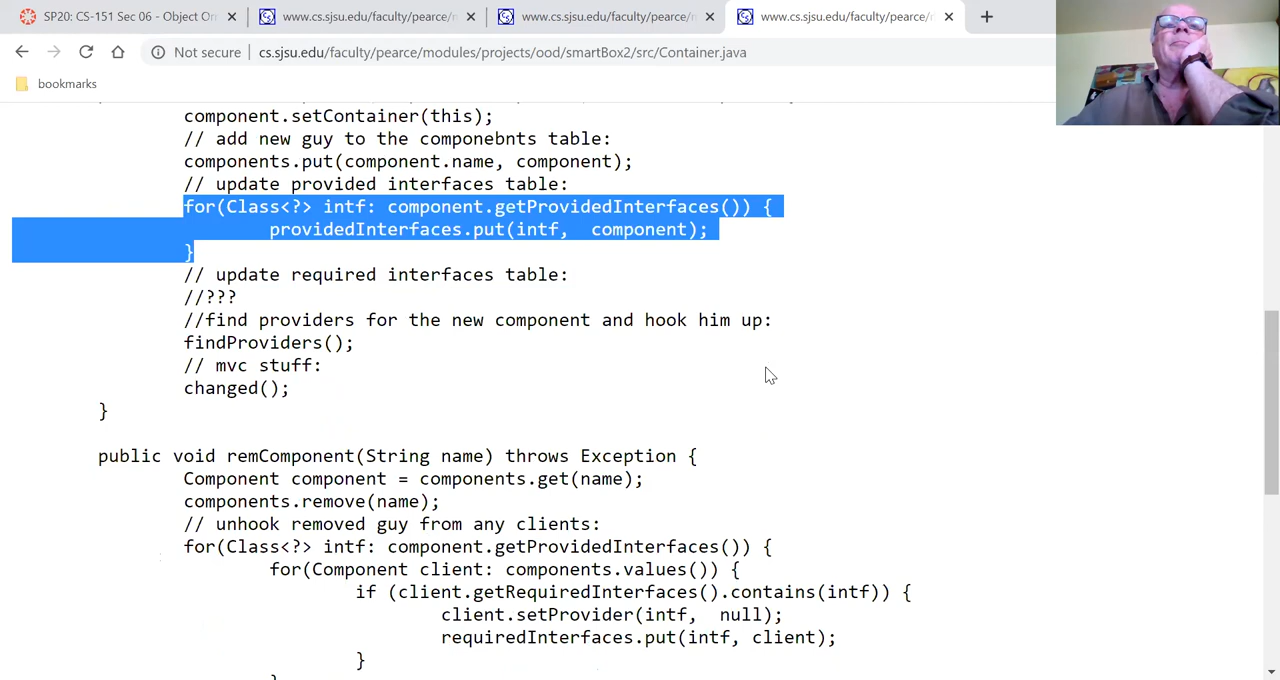 SP20: CS-151 Sec 06 - Object Or
www.cs.sjsu.edu/faculty/pearce/m
www.cs.sjsu.edu/faculty/pearce/m
www.cs.sjsu.edu/faculty/pearce/m
Not secure
cs.sjsu.edu/faculty/pearce/modules/projects/ood/smartBox2/src/Container.java
bookmarks
component.setContainer(this);
// add new guy to the componebnts table:
components.put(component.name, component);
// update provided interfaces table:
for(Class<?> intf: component.getProvidedInterfaces()) {
providedInterfaces.put(intf, component);
}
// update required interfaces table:
//???
//find providers for the new component and hook him up:
findProviders();
// mvc stuff:
changed();
}
public void remComponent(String name) throws Exception {
Component component = components.get(name);
components.remove(name);
// unhook removed guy from any clients:
for(Class<?> intf: component.getProvidedInterfaces()) {
for(Component client: components.values()) {
if (client.getRequiredInterfaces().contains(intf)) {
client.setProvider(intf, null);
requiredInterfaces.put(intf, client);
}